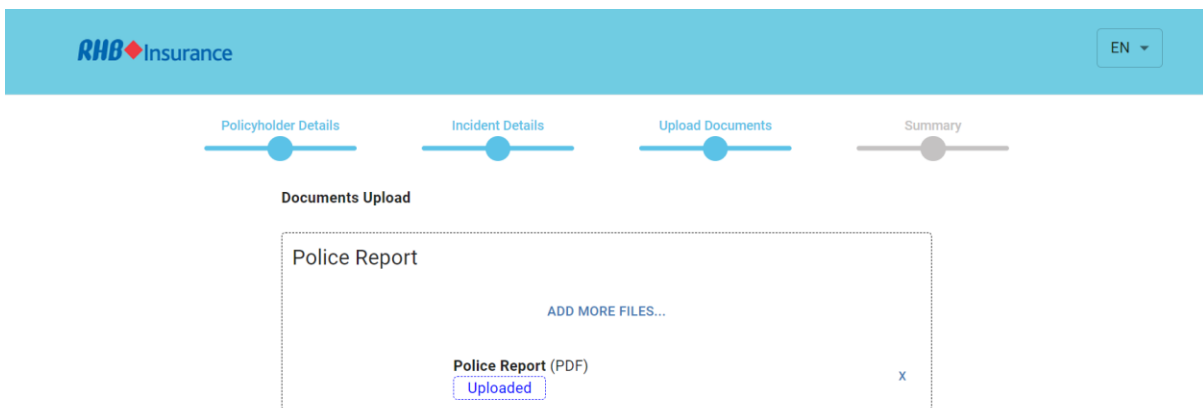 RHB Insurance
EN
Policyholder Details
Incident Details
Upload Documents
Summary
Documents Upload
Police Report
ADD MORE FILES...
Police Report (PDF)
Uploaded
X